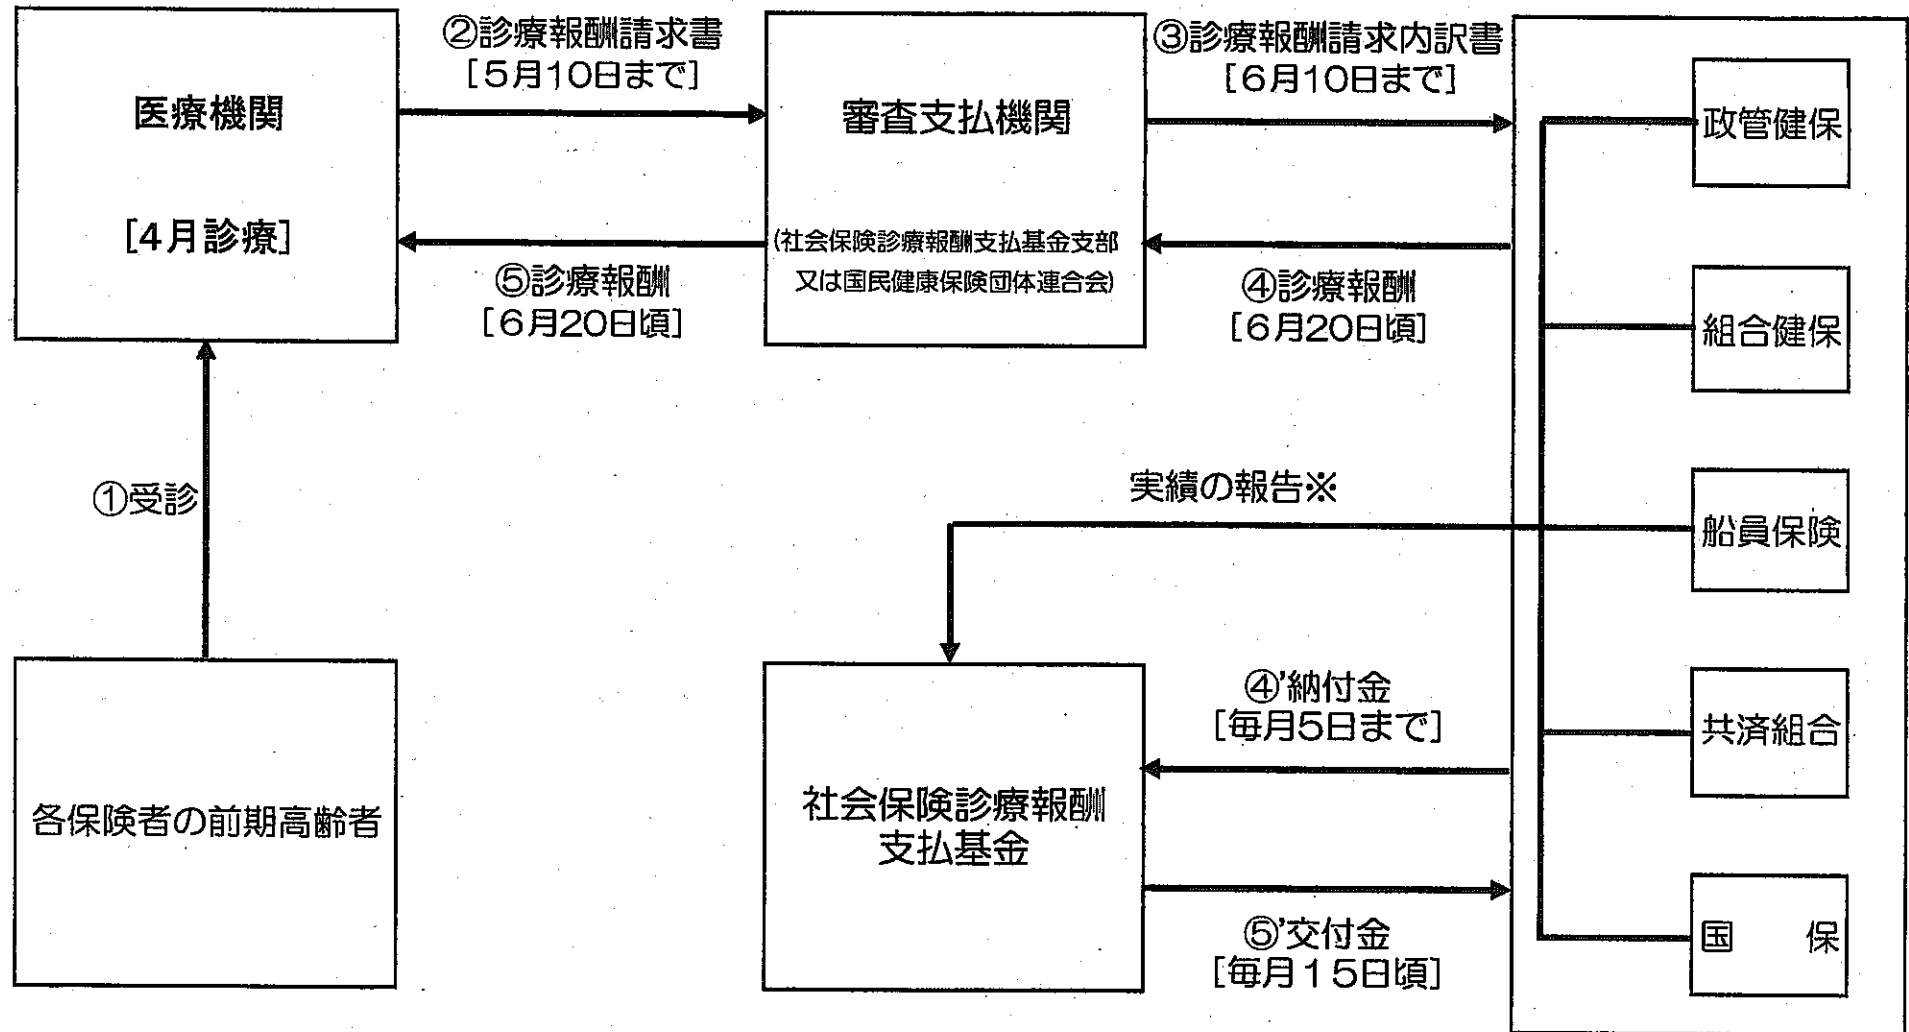 ②診療報酬請求書
[5月10日まで]
③診療報酬請求内訳書
[6月10日まで]
医療機関
[4月診療]
審査支払機関
(社会保険診療報酬支払基金支部
又は国民健康保険団体連合会)
⑤診療報酬
[6月20日頃]
④診療報酬
[6月20日頃]
政管健保
組合健保
船員保険
共済組合
国 保
①受診
実績の報告※
各保険者の前期高齢者
社会保険診療報酬
支払基金
④'納付金
[毎月5日まで]
⑤'交付金
[毎月15日頃]